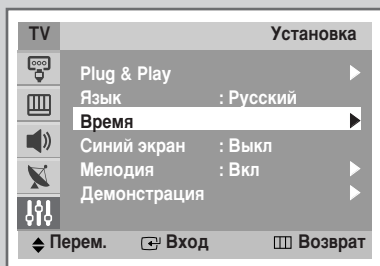 TV Установка
Plug & Play
Язык : Русский
Время
Синий экран : Выкл
Мелодия : Вкл
Демонстрация
Перем. Вход Возврат